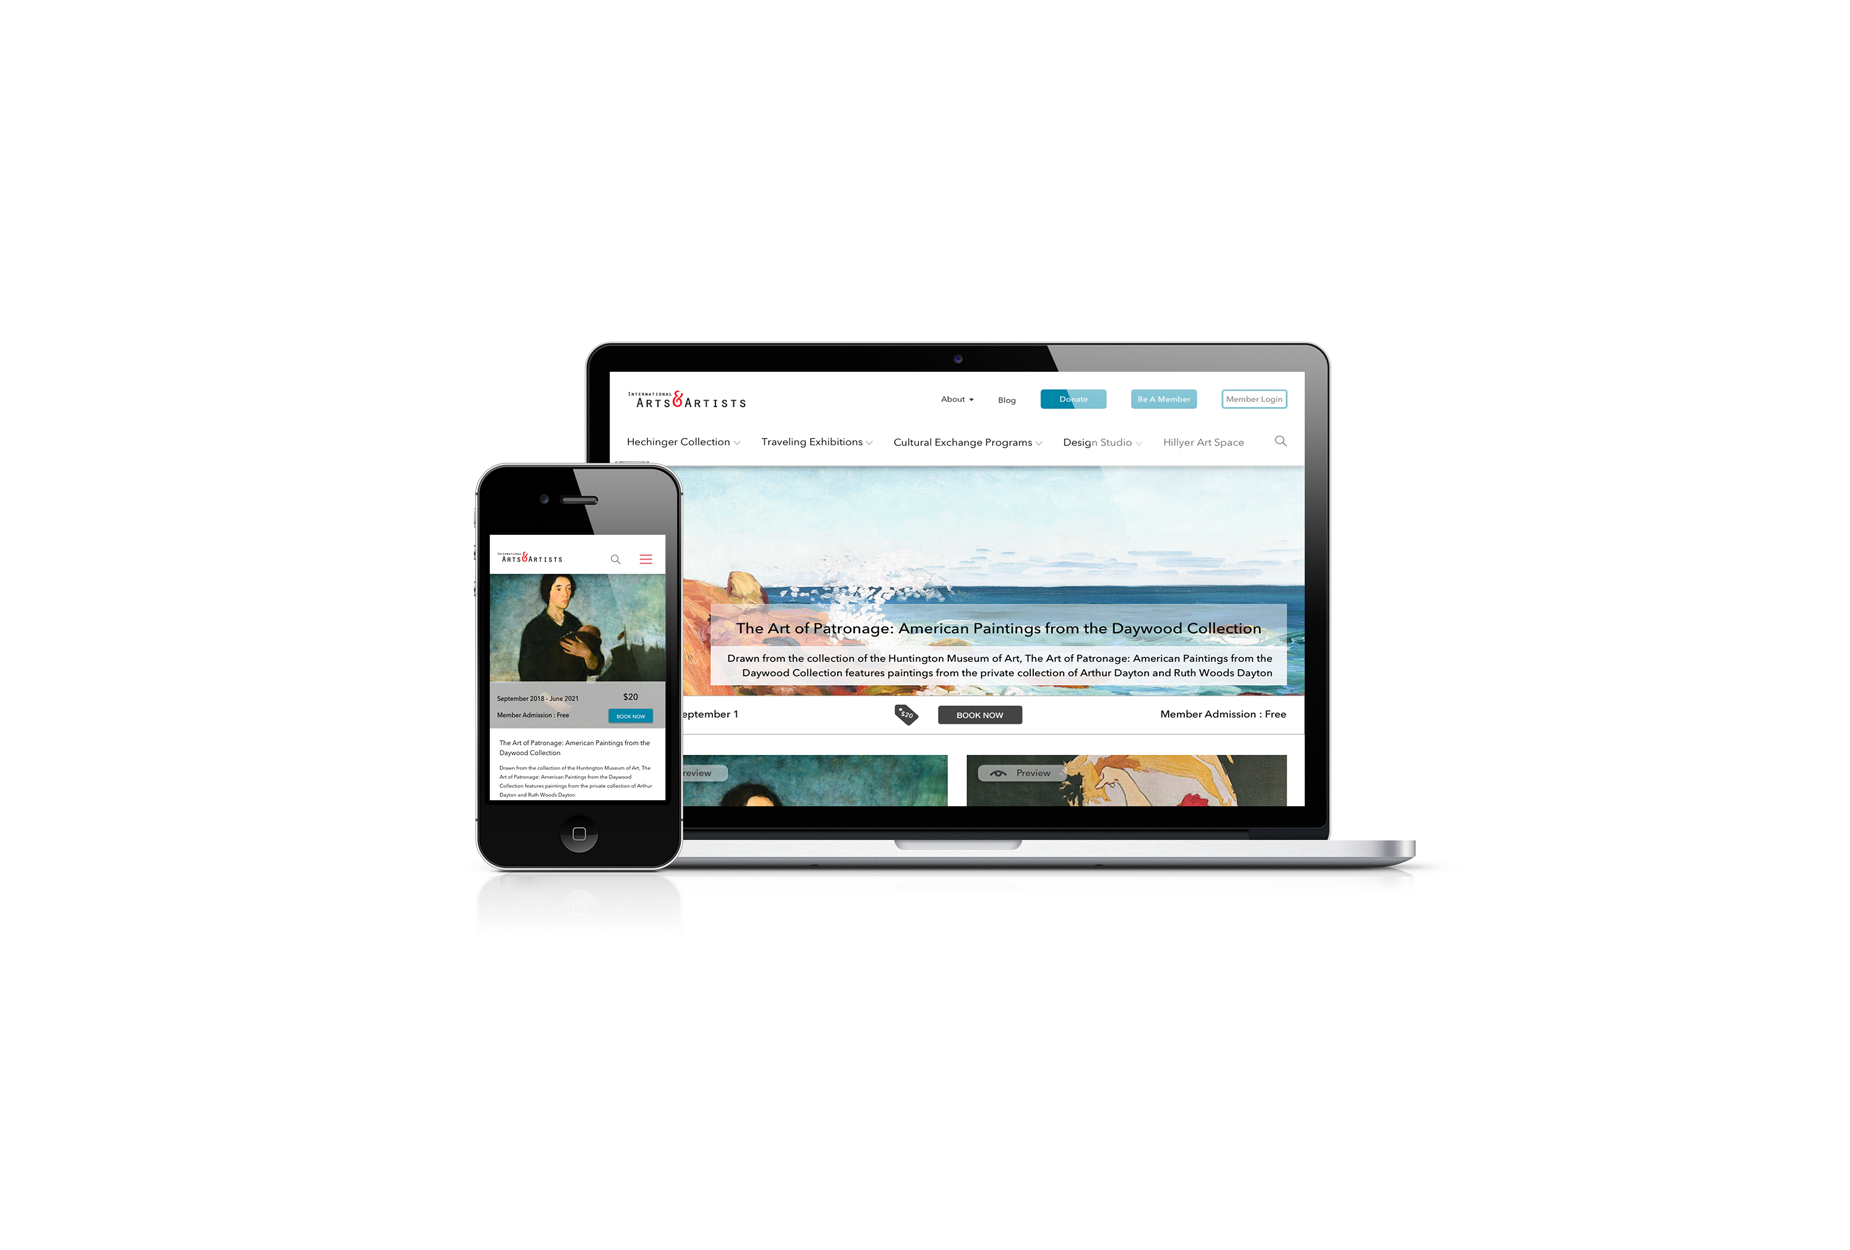 INTERNATIONAL
ARTS & ARTISTS
About
Blog
Donate
Be A Member
Member Login
Hechinger Collection
Traveling Exhibitions
Cultural Exchange Programs
Design Studio
Hillyer Art Space
The Art of Patronage: American Paintings from the Daywood Collection
Drawn from the collection of the Huntington Museum of Art, The Art of Patronage: American Paintings from the
Daywood Collection features paintings from the private collection of Arthur Dayton and Ruth Woods Dayton
eptember 1
$20
BOOK NOW
Member Admission : Free
review
Preview
INTERNATIONAL
ARTS & ARTISTS
September 2018 - June 2021
$20
Member Admission : Free
BOOK NOW
The Art of Patronage: American Paintings from the
Daywood Collection
Drawn from the collection of the Huntington Museum of Art, The
Art of Patronage: American Paintings from the Daywood
Collection features paintings from the private collection of Arthur
Dayton and Ruth Woods Dayton